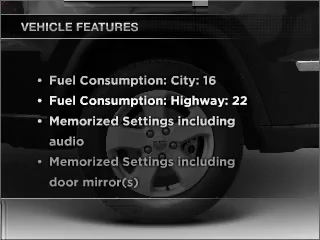 VEHICLE FEATURES
• Fuel Consumption: City: 16
• Fuel Consumption: Highway: 22
• Memorized Settings including
audio
• Memorized Settings including
door mirror(s)